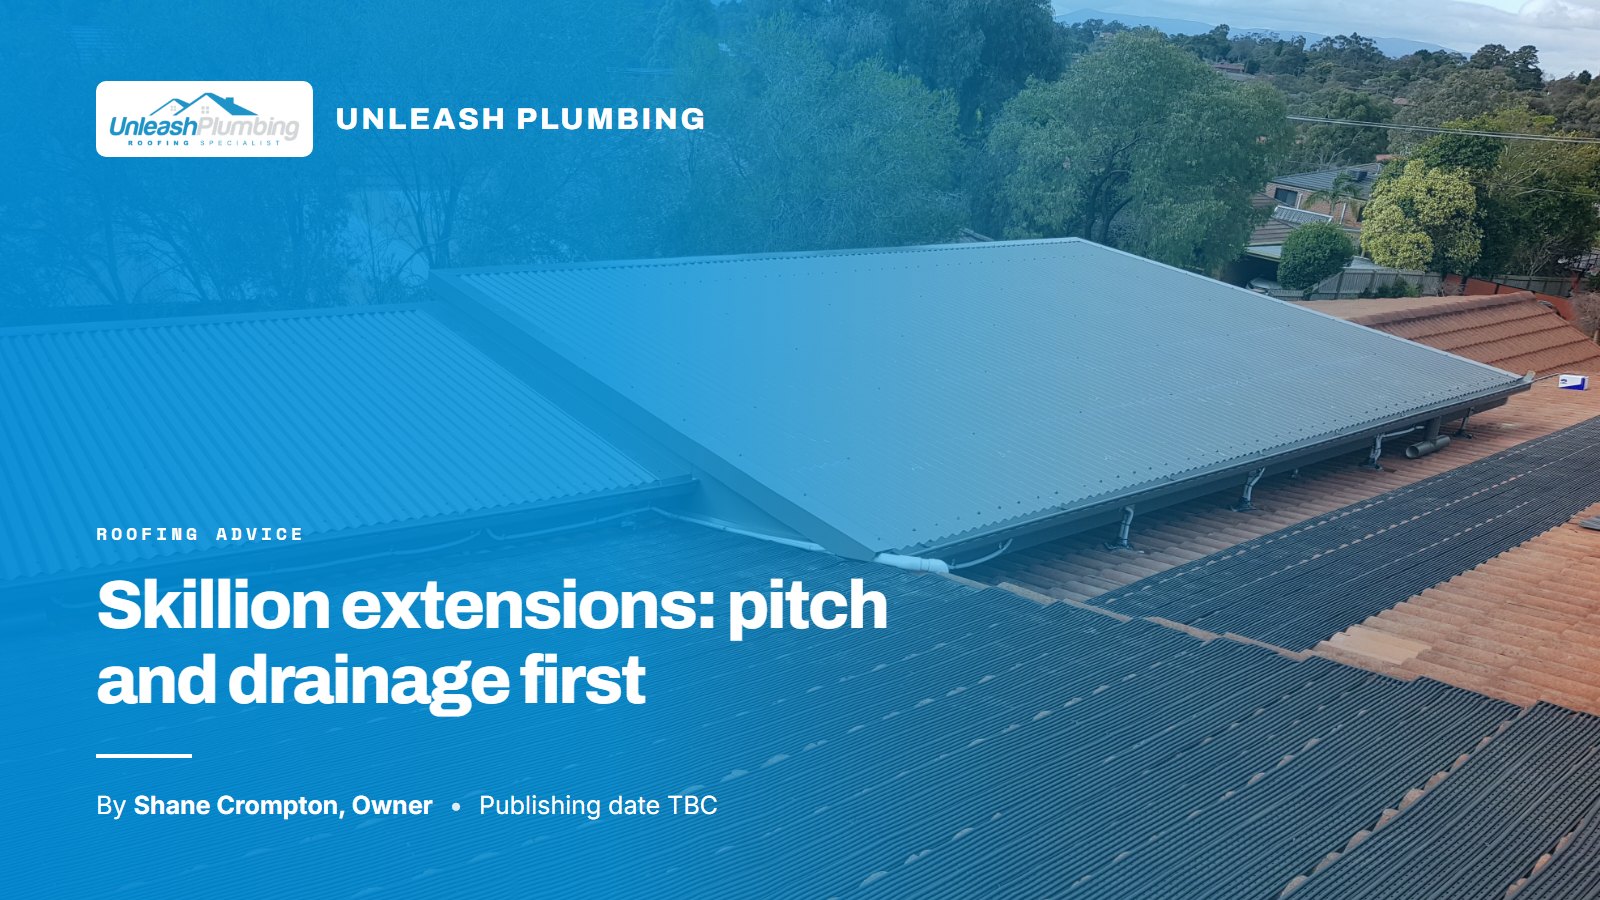 UnleashPlumbing
ROOFING SPECIALIST
UNLEASH PLUMBING
ROOFING ADVICE
Skillion extensions: pitch
and drainage first
By Shane Crompton, Owner • Publishing date TBC